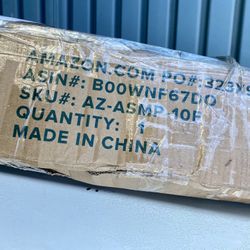 AMAZON.COM PO#:
ASIN#: B00WNF67DO
SKU#: AZ-ASMP-10F
QUANTITY: 1
MADE IN CHINA